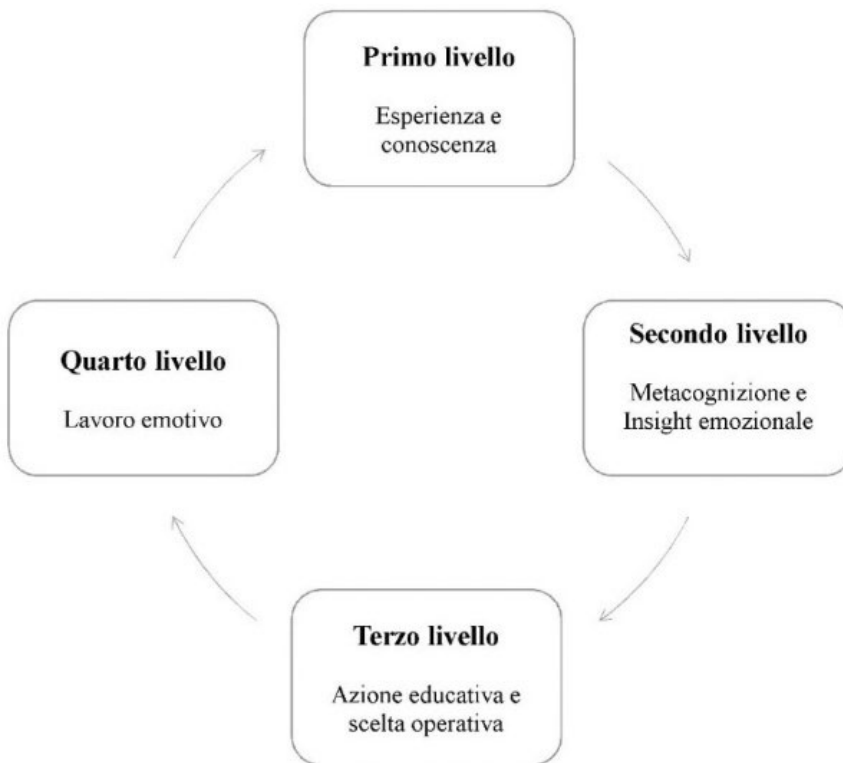 Primo livello
Esperienza e
conoscenza
Secondo livello
Metacognizione e
Insight emozionale
Terzo livello
Azione educativa e
scelta operativa
Quarto livello
Lavoro emotivo